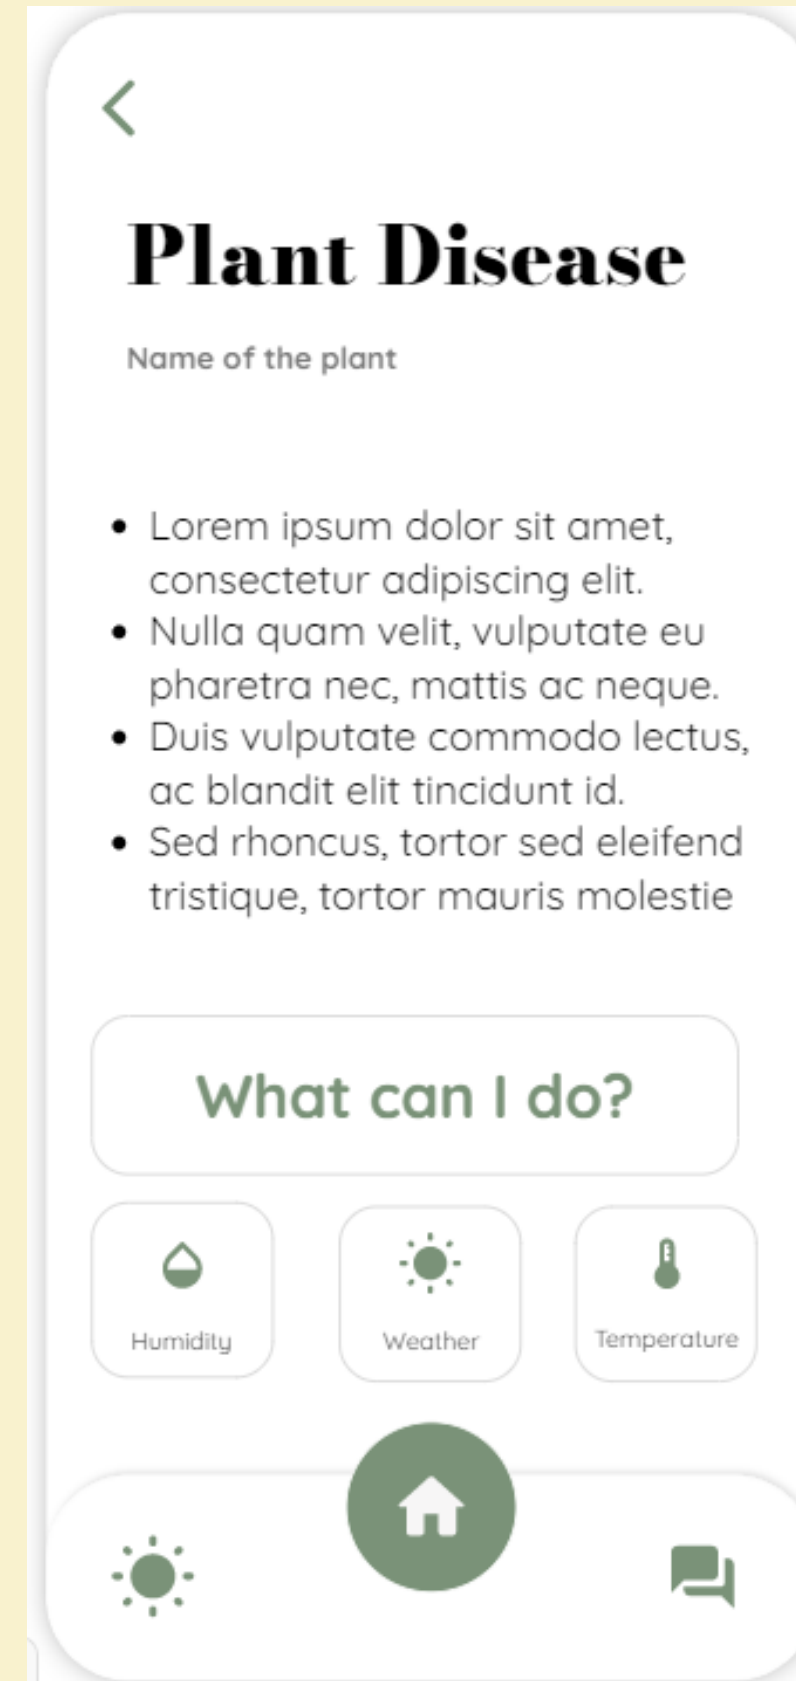 Plant Disease
Name of the plant
• Lorem ipsum dolor sit amet,
consectetur adipiscing elit.
• Nulla quam velit, vulputate eu
pharetra nec, mattis ac neque.
• Duis vulputate commodo lectus,
ac blandit elit tincidunt id.
• Sed rhoncus, tortor sed eleifend
tristique, tortor mauris molestie
What can I do?
Humidity
Weather
Temperature